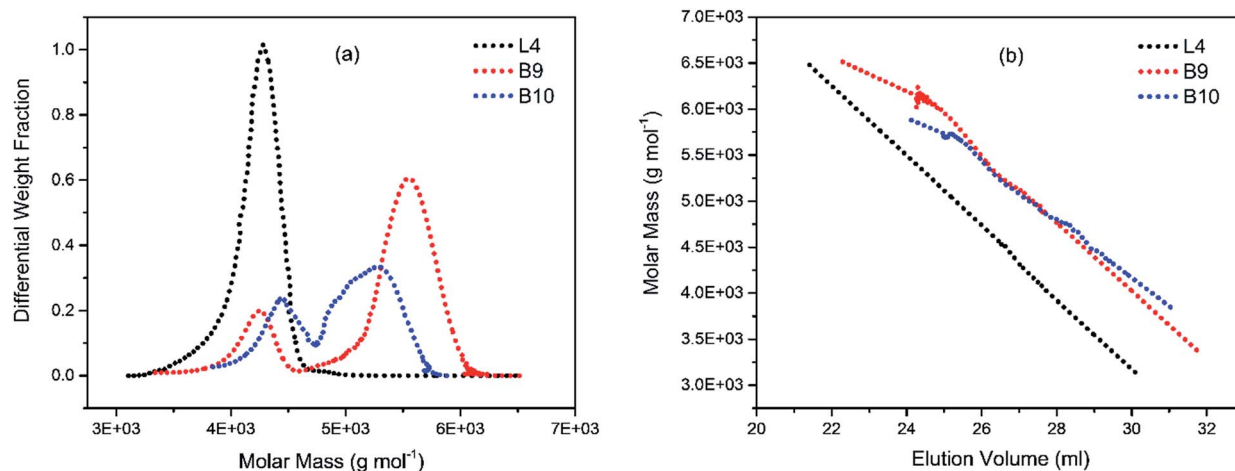 (a)
L4
B9
B10
1.0
0.8
0.6
0.4
0.2
0.0
Differential Weight Fraction
3E+03
4E+03
5E+03
6E+03
7E+03
Molar Mass (g mol⁻¹)
(b)
L4
B9
B10
7.0E+03
6.5E+03
6.0E+03
5.5E+03
5.0E+03
4.5E+03
4.0E+03
3.5E+03
3.0E+03
Molar Mass (g mol⁻¹)
20
22
24
26
28
30
32
Elution Volume (ml)